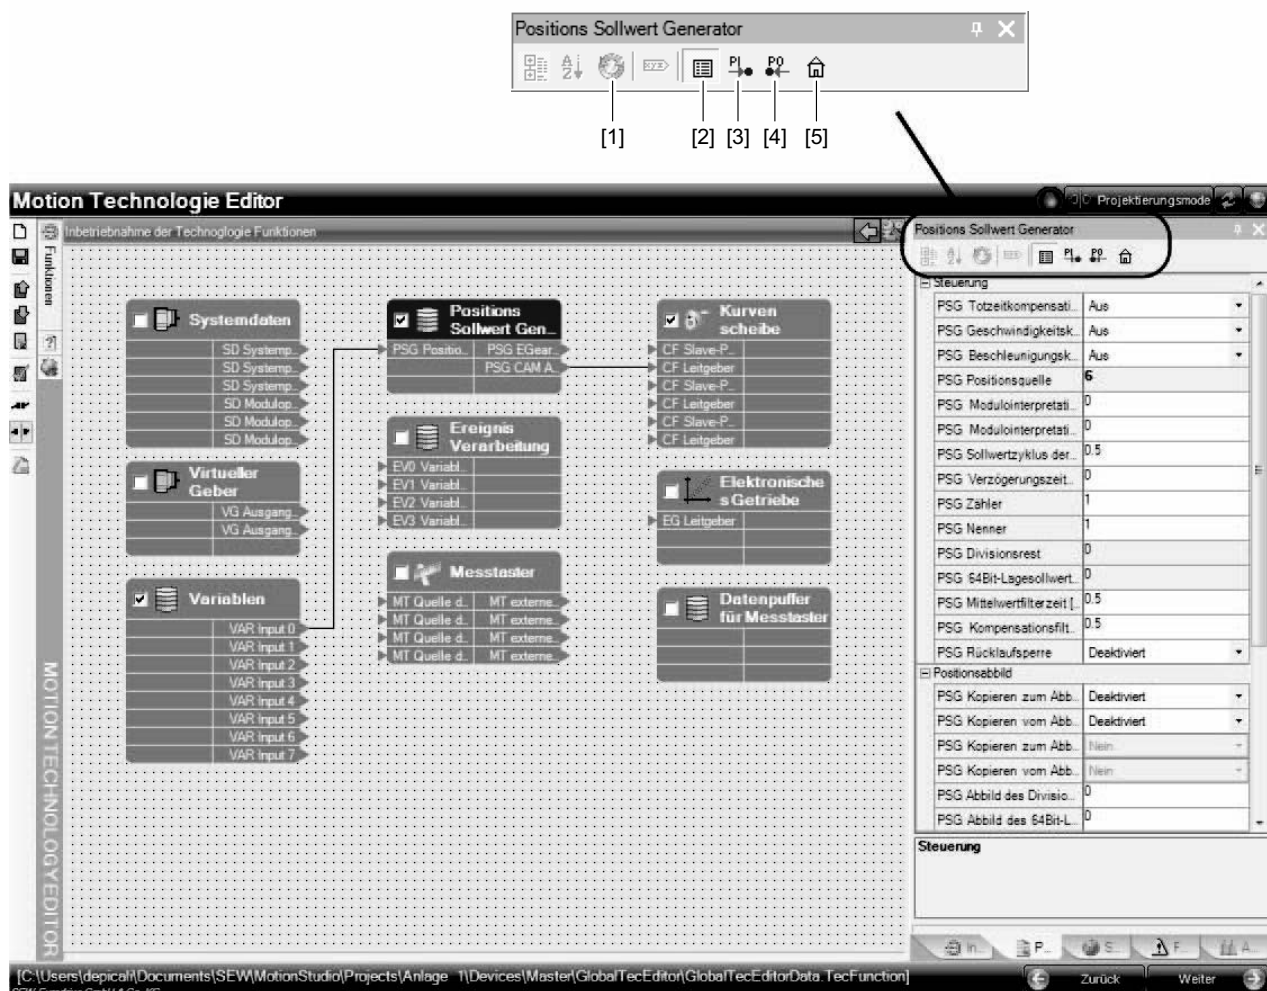 Positions Sollwert Generator
A
Z
xyz
PI
PO
[1]
[2]
[3]
[4]
[5]
Motion Technologie Editor
Projektierungsmode
Inbetriebnahme der Technoglogie Funktionen
Funktionen
Positions Sollwert Generator
PI
PO
Systemdaten
SD Systemp...
SD Systemp...
SD Systemp...
SD Modulop...
SD Modulop...
SD Modulop...
Virtueller
Geber
VG Ausgang...
VG Ausgang...
Variablen
VAR Input 0
VAR Input 1
VAR Input 2
VAR Input 3
VAR Input 4
VAR Input 5
VAR Input 6
VAR Input 7
Positions
Sollwert Gen...
PSG Positio... PSG EGear...
PSG CAM A...
Ereignis
Verarbeitung
EV0 Variabl...
EV1 Variabl...
EV2 Variabl...
EV3 Variabl...
Messtaster
MT Quelle d... MT externe...
MT Quelle d... MT externe...
MT Quelle d... MT externe...
MT Quelle d... MT externe...
Kurven
scheibe
CF Slave-P...
CF Leitgeber
CF Slave-P...
CF Leitgeber
CF Slave-P...
CF Leitgeber
Elektronische
s Getriebe
EG Leitgeber
Datenpuffer
für Messtaster
Steuerung
PSG Totzeitkompensati... Aus
PSG Geschwindigkeitsk... Aus
PSG Beschleunigungsk... Aus
PSG Positionsquelle 6
PSG Modulointerpretati... 0
PSG Modulointerpretati... 0
PSG Sollwertzyklus der... 0.5
PSG Verzögerungszeit... 0
PSG Zähler 1
PSG Nenner 1
PSG Divisionsrest 0
PSG 64Bit-Lagesollwert... 0
PSG Mittelwertfilterzeit [... 0.5
PSG Kompensationsfilt... 0.5
PSG Rücklaufsperre Deaktiviert
Positionsabbild
PSG Kopieren zum Abb... Deaktiviert
PSG Kopieren vom Abb... Deaktiviert
PSG Kopieren zum Abb... Nein
PSG Kopieren vom Abb... Nein
PSG Abbild des Divisio... 0
PSG Abbild des 64Bit-L... 0
Steuerung
In...
P...
S...
F...
A...
MOTION TECHNOLOGY EDITOR
[C:\Users\depicali\Documents\SEW\MotionStudio\Projects\Anlage 1\Devices\Master\GlobalTecEditor\GlobalTecEditorData.TecFunction]
Zurück
Weiter